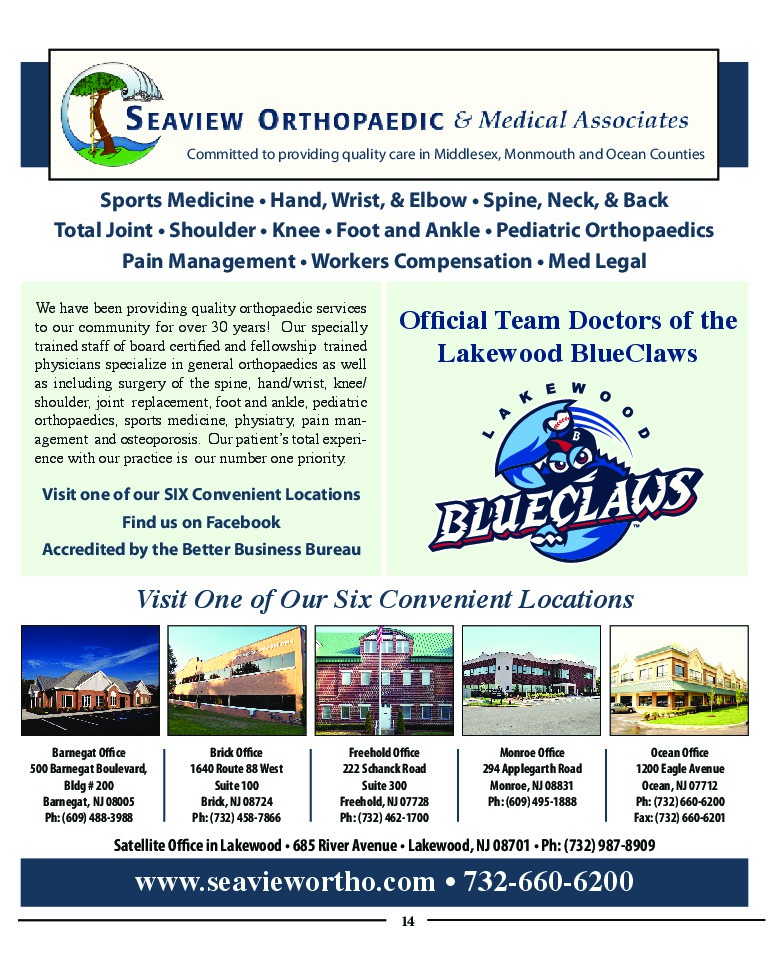 SEAVIEW ORTHOPAEDIC & Medical Associates
Committed to providing quality care in Middlesex, Monmouth and Ocean Counties
Sports Medicine • Hand, Wrist, & Elbow • Spine, Neck, & Back
Total Joint • Shoulder • Knee • Foot and Ankle • Pediatric Orthopaedics
Pain Management • Workers Compensation • Med Legal
We have been providing quality orthopaedic services
to our community for over 30 years! Our specially
trained staff of board certified and fellowship trained
physicians specialize in general orthopaedics as well
as including surgery of the spine, hand/wrist, knee/
shoulder, joint replacement, foot and ankle, pediatric
orthopaedics, sports medicine, physiatry, pain man-
agement and osteoporosis. Our patient's total experi-
ence with our practice is our number one priority.
Visit one of our SIX Convenient Locations
Find us on Facebook
Accredited by the Better Business Bureau
Official Team Doctors of the
Lakewood BlueClaws
LAKEWOOD
B
BLUECLAWS
TM
Visit One of Our Six Convenient Locations
Barnegat Office
500 Barnegat Boulevard,
Bldg # 200
Barnegat, NJ 08005
Ph: (609) 488-3988
Brick Office
1640 Route 88 West
Suite 100
Brick, NJ 08724
Ph: (732) 458-7866
Freehold Office
222 Schanck Road
Suite 300
Freehold, NJ 07728
Ph: (732) 462-1700
Monroe Office
294 Applegarth Road
Monroe, NJ 08831
Ph: (609) 495-1888
Ocean Office
1200 Eagle Avenue
Ocean, NJ 07712
Ph: (732) 660-6200
Fax: (732) 660-6201
Satellite Office in Lakewood • 685 River Avenue • Lakewood, NJ 08701 • Ph: (732) 987-8909
www.seaviewortho.com • 732-660-6200
14